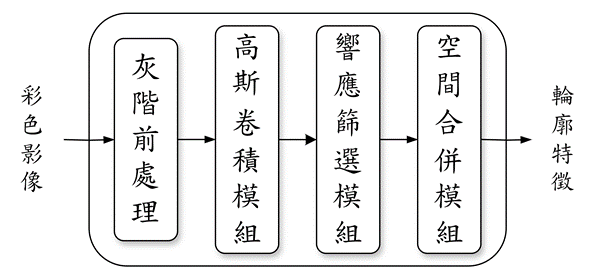 彩色影像
灰階前處理
高斯卷積模組
響應篩選模組
空間合併模組
輪廓特徵